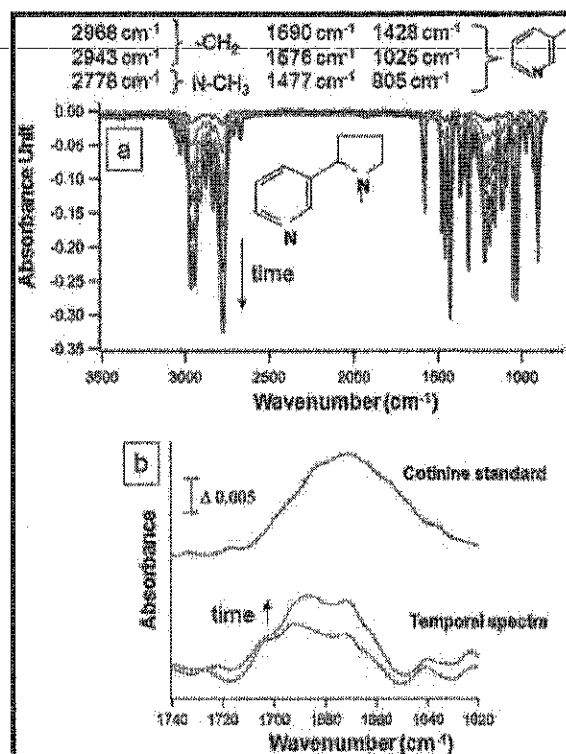 2968 cm⁻¹ -CH₂ 1590 cm⁻¹ 1428 cm⁻¹
2943 cm⁻¹ 1576 cm⁻¹ 1025 cm⁻¹
2778 cm⁻¹ N-CH₃ 1477 cm⁻¹ 905 cm⁻¹
N
Absorbance Unit
0.00
-0.05
-0.10
-0.15
-0.20
-0.25
-0.30
-0.35
a
N
N
time
3500 3000 2500 2000 1500 1000
Wavenumber (cm⁻¹)
b
Absorbance
Δ 0.005
Cotinine standard
time
Temporal spectra
1740 1720 1700 1680 1660 1640 1620
Wavenumber (cm⁻¹)